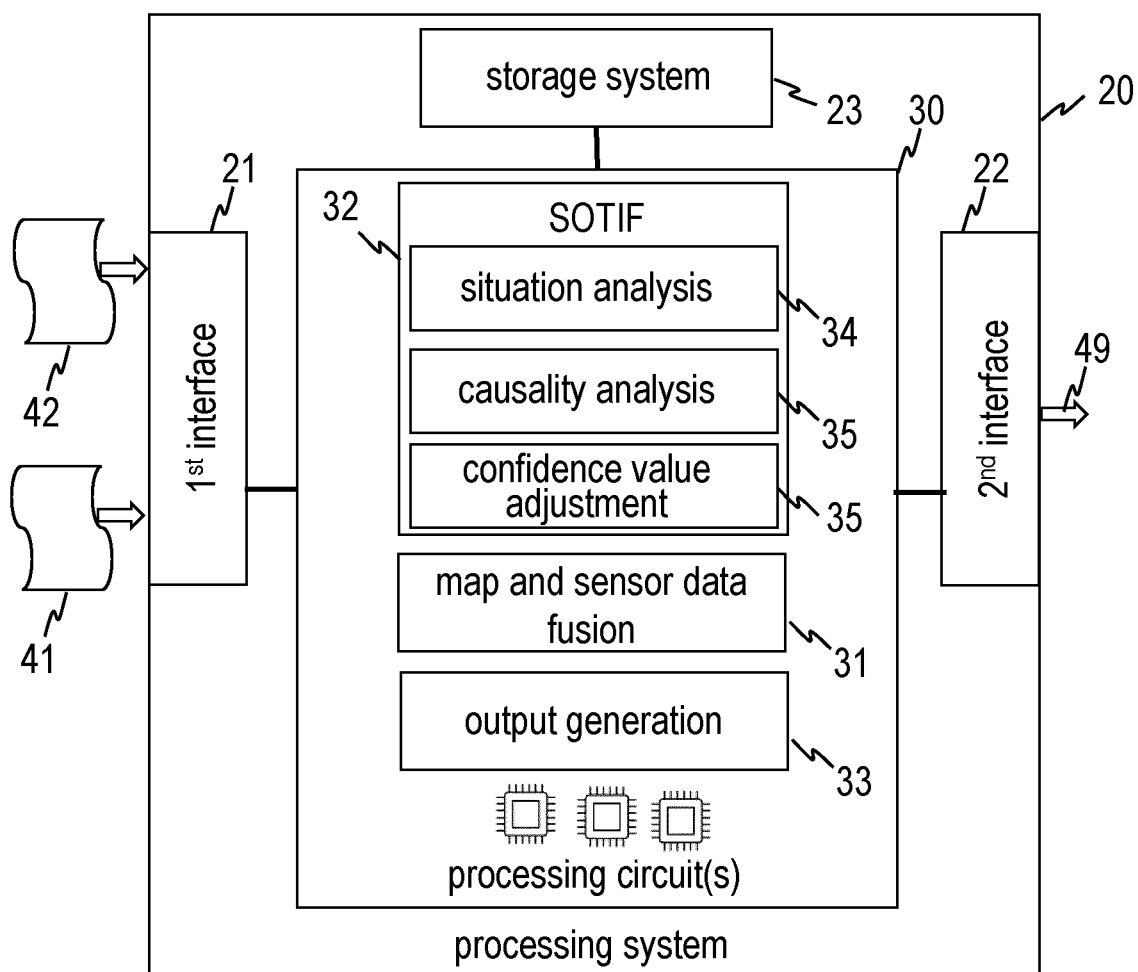 storage system
23
20
30
21
22
32
SOTIF
situation analysis
34
42
1st interface
causality analysis
35
49
2nd interface
confidence value
adjustment
35
41
map and sensor data
fusion
31
output generation
33
processing circuit(s)
processing system